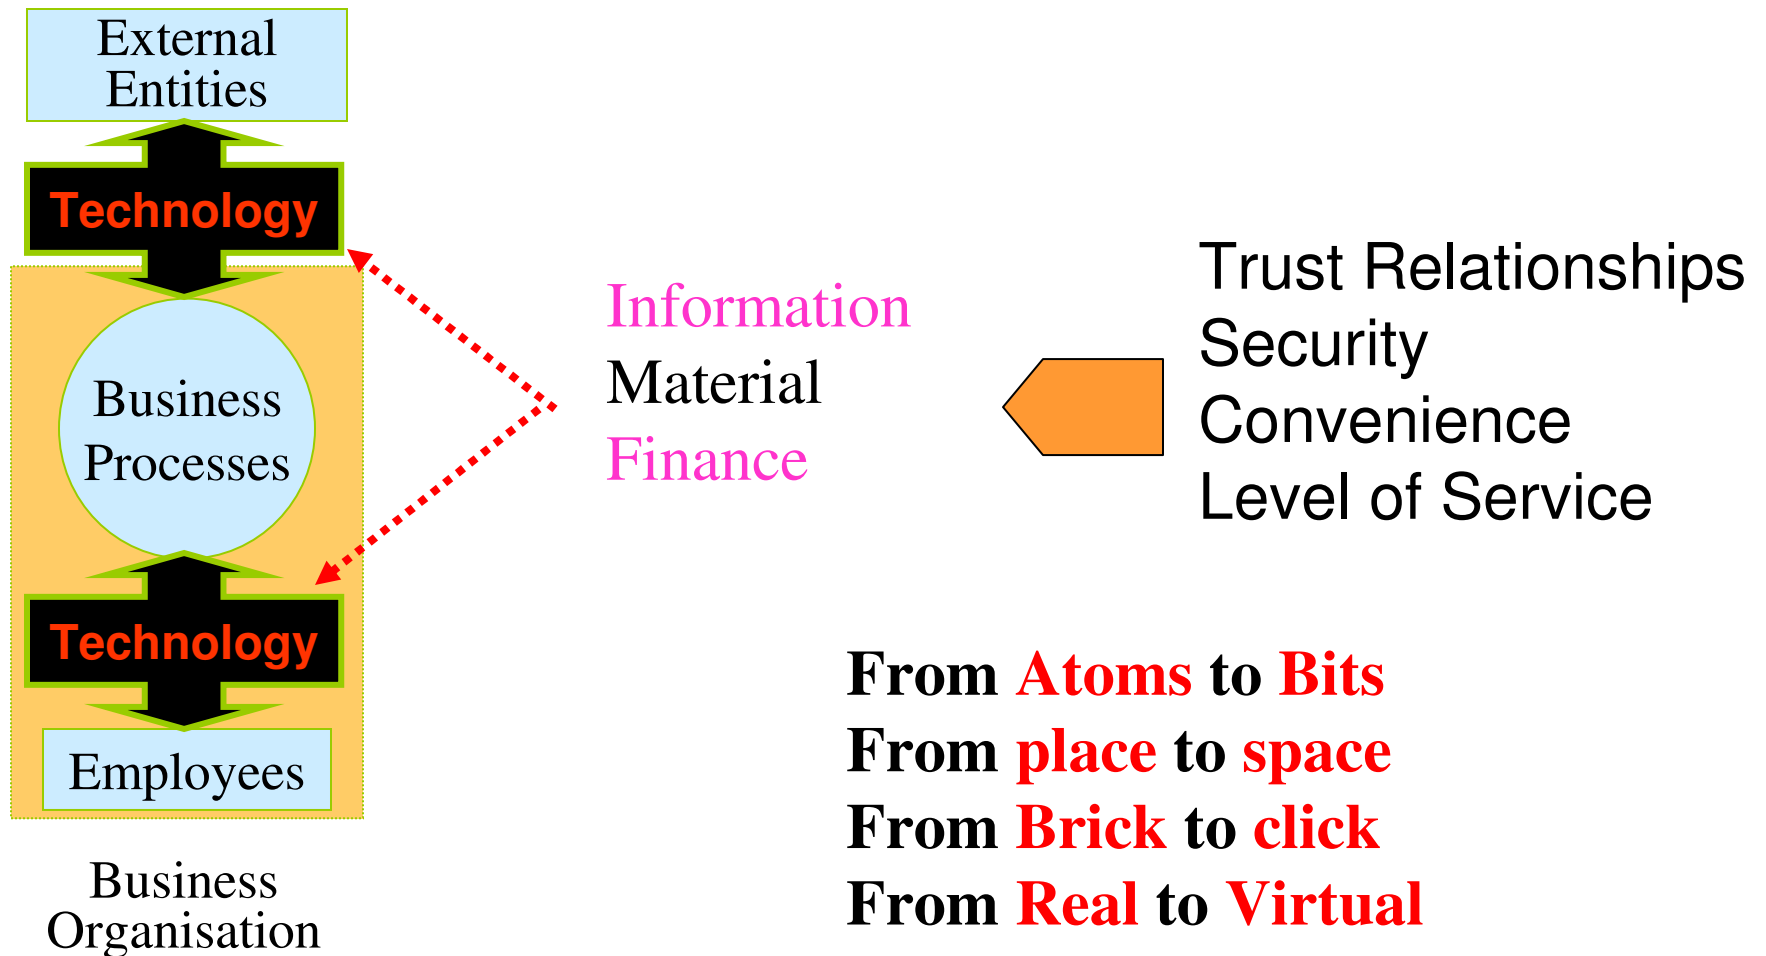 External
Entities
Technology
Business
Processes
Technology
Employees
Business
Organisation
Information
Material
Finance
Trust Relationships
Security
Convenience
Level of Service
From Atoms to Bits
From place to space
From Brick to click
From Real to Virtual